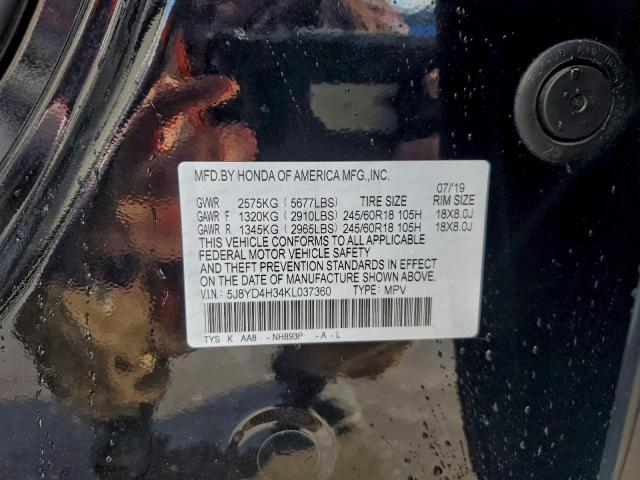 MFD.BY HONDA OF AMERICA MFG.,INC.
07/19
GVWR 2575KG (5677LBS) TIRE SIZE RIM SIZE
GAWR F 1320KG (2910LBS) 245/60R18 105H 18X8.0J
GAWR R 1345KG (2965LBS) 245/60R18 105H 18X8.0J
THIS VEHICLE CONFORMS TO ALL APPLICABLE
FEDERAL MOTOR VEHICLE SAFETY
AND THEFT PREVENTION STANDARDS IN EFFECT
ON THE DATE OF MANUFACTURE SHOWN ABOVE.
V.I.N.: 5J8YD4H34KL037360 TYPE: MPV
TYS K AA8 -NH893P -A -L